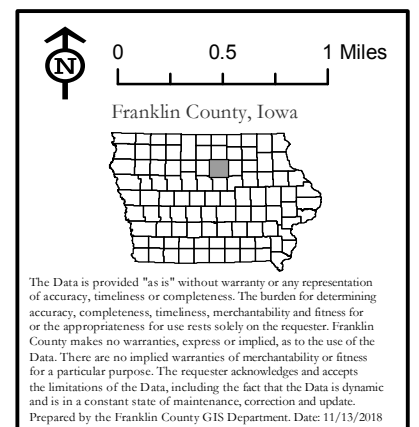 N
0 0.5 1 Miles
Franklin County, Iowa
The Data is provided "as is" without warranty or any representation
of accuracy, timeliness or completeness. The burden for determining
accuracy, completeness, timeliness, merchantability and fitness for
or the appropriateness for use rests solely on the requester. Franklin
County makes no warranties, express or implied, as to the use of the
Data. There are no implied warranties of merchantability or fitness
for a particular purpose. The requester acknowledges and accepts
the limitations of the Data, including the fact that the Data is dynamic
and is in a constant state of maintenance, correction and update.
Prepared by the Franklin County GIS Department. Date: 11/13/2018